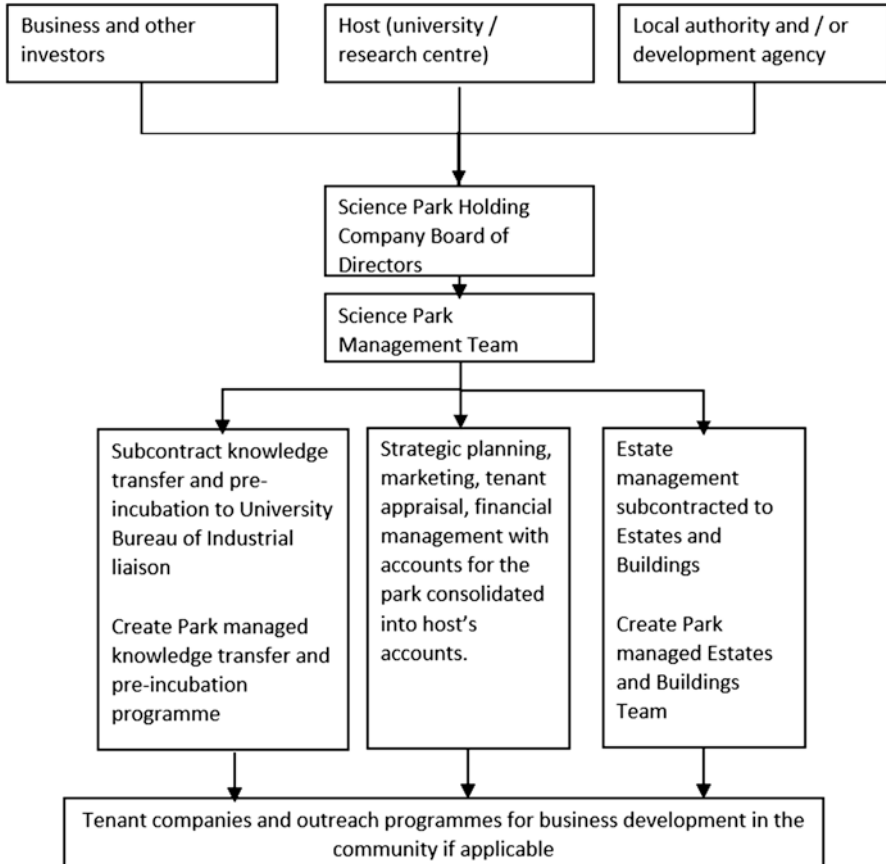 Business and other
investors
Host (university /
research centre)
Local authority and / or
development agency
Science Park Holding
Company Board of
Directors
Science Park
Management Team
Subcontract knowledge
transfer and pre-
incubation to University
Bureau of Industrial
liaison
Create Park managed
knowledge transfer and
pre-incubation
programme
Strategic planning,
marketing, tenant
appraisal, financial
management with
accounts for the
park consolidated
into host’s
accounts.
Estate
management
subcontracted to
Estates and
Buildings
Create Park
managed Estates
and Buildings
Team
Tenant companies and outreach programmes for business development in the
community if applicable